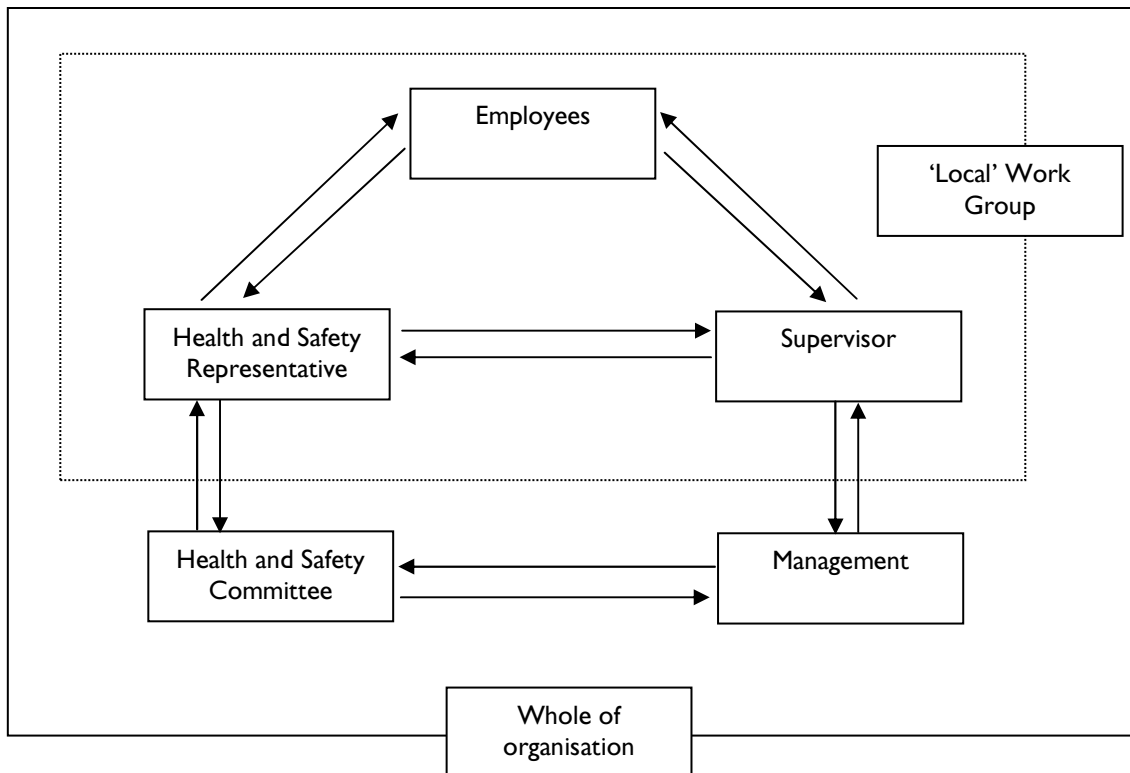 Employees
‘Local’ Work
Group
Health and Safety
Representative
Supervisor
Health and Safety
Committee
Management
Whole of
organisation